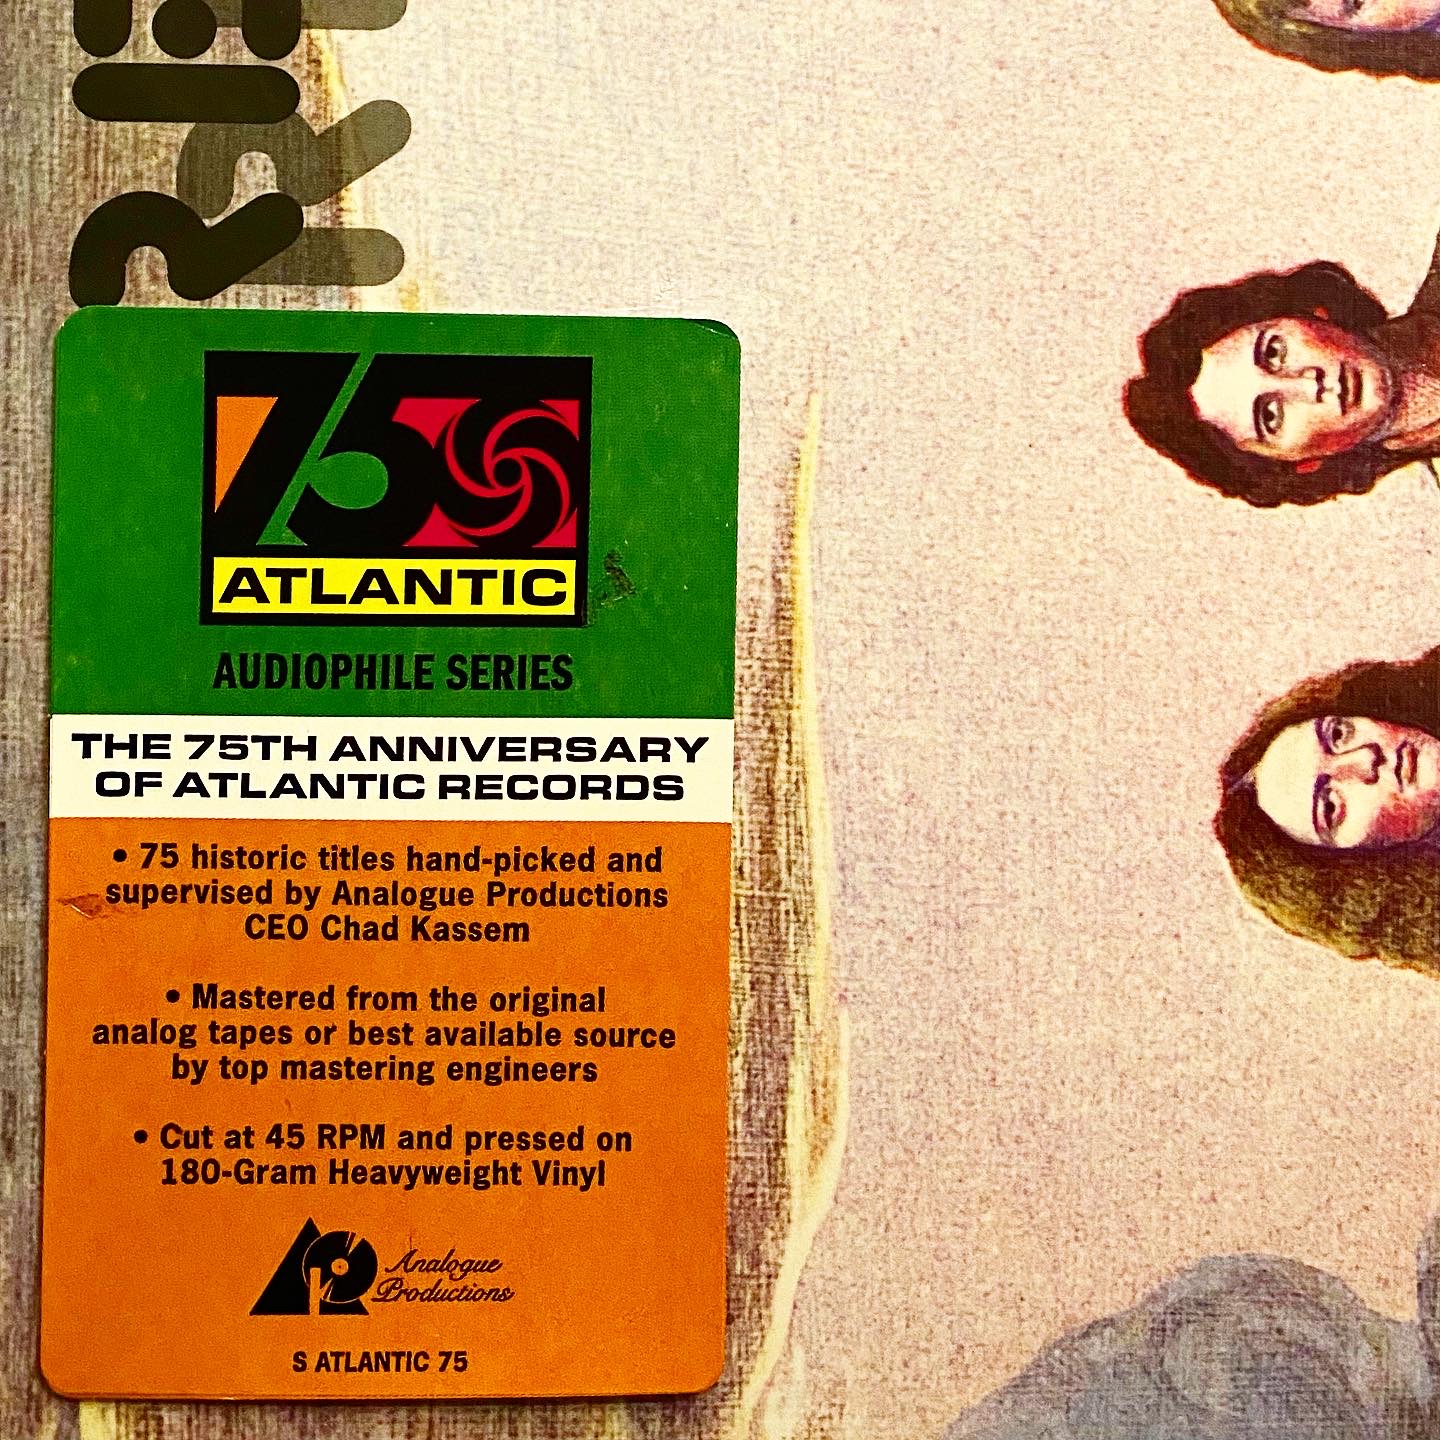 75
ATLANTIC
AUDIOPHILE SERIES
THE 75TH ANNIVERSARY
OF ATLANTIC RECORDS
• 75 historic titles hand-picked and
supervised by Analogue Productions
CEO Chad Kassem
• Mastered from the original
analog tapes or best available source
by top mastering engineers
• Cut at 45 RPM and pressed on
180-Gram Heavyweight Vinyl
Analogue
Productions
S ATLANTIC 75